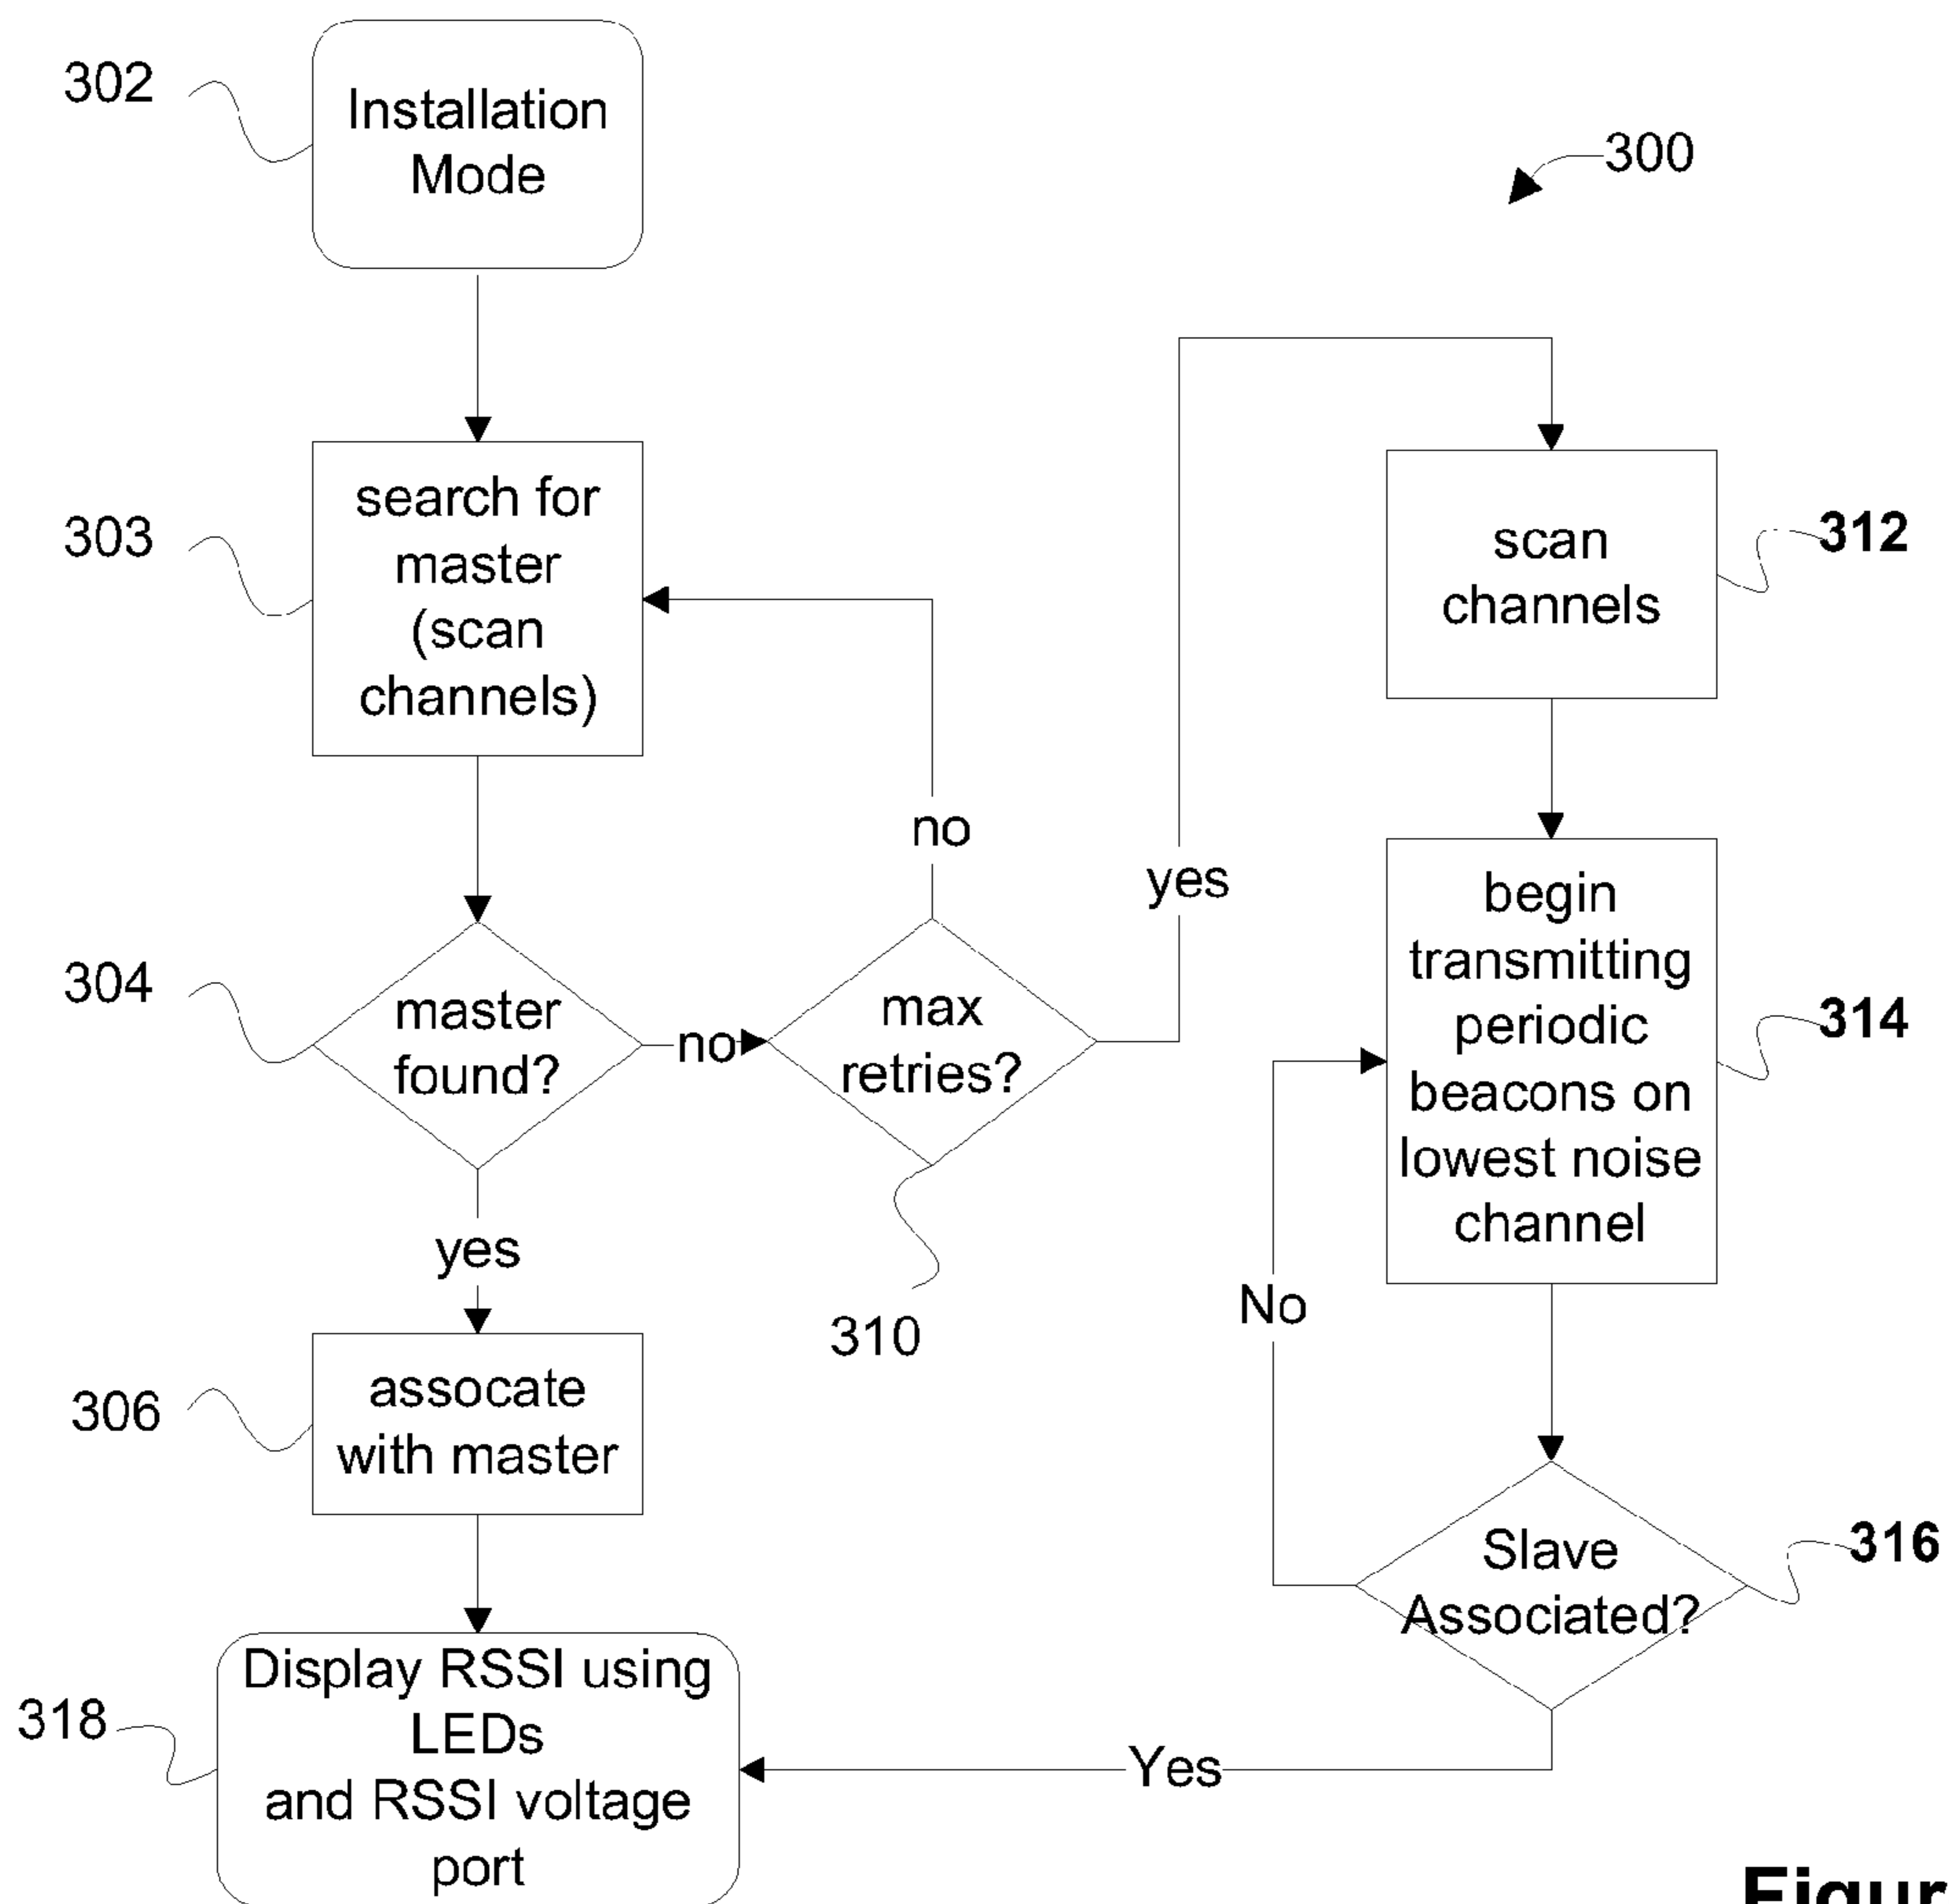 302
Installation
Mode
300
303
search for
master
(scan
channels)
312
scan
channels
no
yes
304
master
found?
no
max
retries?
310
314
begin
transmitting
periodic
beacons on
lowest noise
channel
yes
No
306
assocate
with master
316
Slave
Associated?
318
Display RSSI using
LEDs
and RSSI voltage
port
Yes